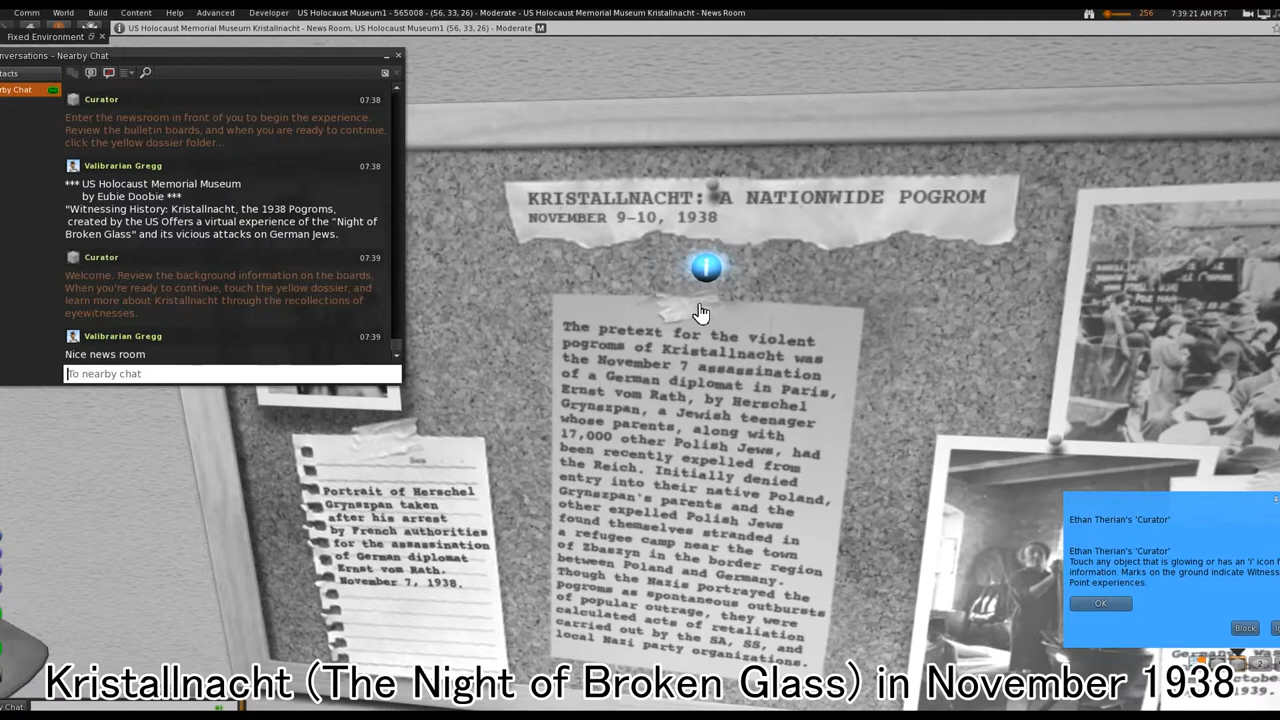 Comm World Build Content Help Advanced Developer
US Holocaust Museum1 - 565008 - (56, 33, 26) - Moderate - US Holocaust Memorial Museum Kristallnacht - News Room
256 7:39:21 AM PST
US Holocaust Memorial Museum Kristallnacht - News Room, US Holocaust Museum1 (56, 33, 26) - Moderate M
Fixed Environment
nversations - Nearby Chat
tacts
rby Chat
Curator 07:38
Enter the newsroom in front of you to begin the experience.
Review the bulletin boards, and when you are ready to continue,
click the yellow dossier folder...
Valibrarian Gregg 07:38
*** US Holocaust Memorial Museum
by Eubie Doobie ***
"Witnessing History: Kristallnacht, the 1938 Pogroms,
created by the US Offers a virtual experience of the "Night of
Broken Glass" and its vicious attacks on German Jews.
Curator 07:39
Welcome. Review the background information on the boards.
When you're ready to continue, touch the yellow dossier, and
learn more about Kristallnacht through the recollections of
eyewitnesses.
Valibrarian Gregg 07:39
Nice news room
To nearby chat
KRISTALLNACHT: A NATIONWIDE POGROM
NOVEMBER 9-10, 1938
The pretext for the violent
pogroms of Kristallnacht was
the November 7 assassination
of a German diplomat in Paris,
Ernst vom Rath, by Herschel
Grynszpan, a Jewish teenager
whose parents, along with
17,000 other Polish Jews, had
been recently expelled from
the Reich. Initially denied
entry into their native Poland,
Grynszpan's parents and the
other expelled Polish Jews
found themselves stranded in
a refugee camp near the town
of Zbaszyn in the border region
between Poland and Germany.
Though the Nazis portrayed the
pogroms as spontaneous outbursts
of popular outrage, they were
calculated acts of retaliation
carried out by the SA, SS, and
local Nazi party organizations.
Portrait of Herschel
Grynszpan taken
after his arrest
by French authorities
for the assassination
of German diplomat
Ernst vom Rath.
November 7, 1938.
Ethan Therian's 'Curator'
Ethan Therian's 'Curator'
Touch any object that is glowing or has an 'i' icon f
information. Marks on the ground indicate Witness
Point experiences.
OK
Block
1939.
Kristallnacht (The Night of Broken Glass) in November 1938
y Chat